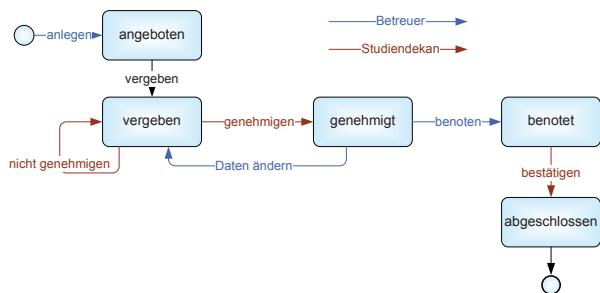 anlegen
angeboten
Betreuer
Studiendekan
vergeben
vergeben
genehmigen
genehmigt
benoten
benotet
nicht genehmigen
Daten ändern
bestätigen
abgeschlossen